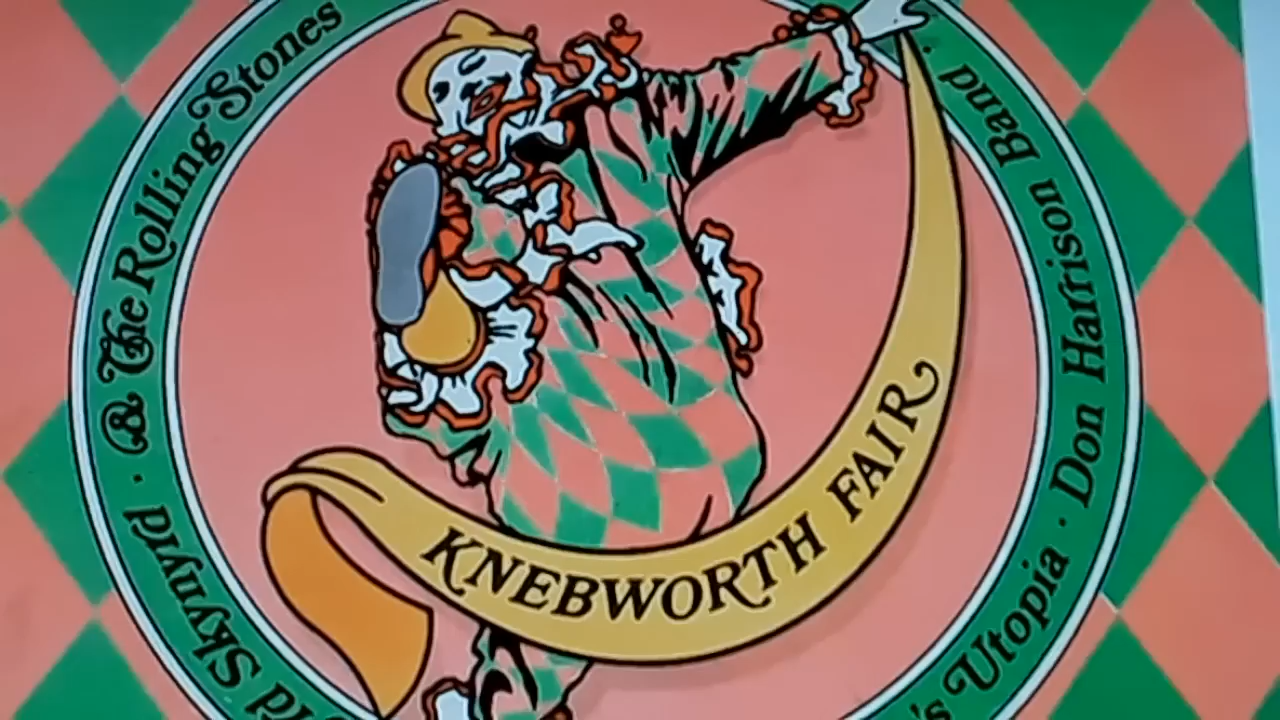 & The Rolling Stones
Don Harrison Band
KNEBWORTH FAIR
Utopia ·
Skynyrd ·